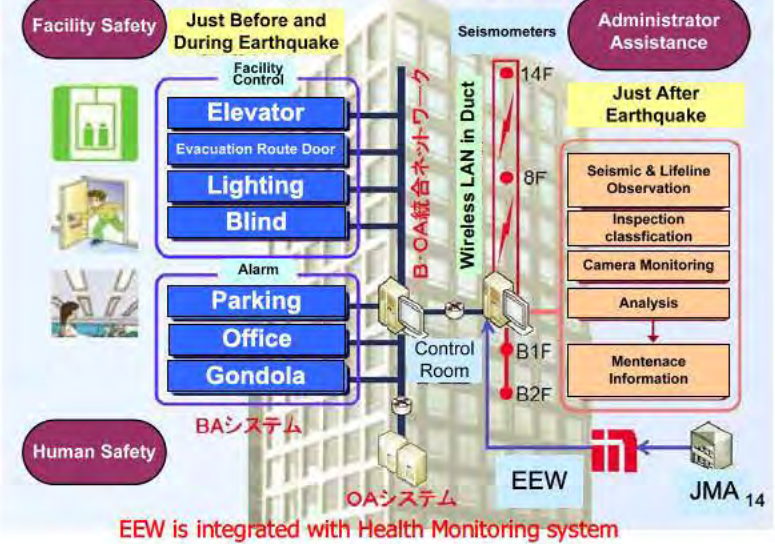 Facility Safety
Just Before and
During Earthquake
Seismometers
Administrator
Assistance
Facility
Control
Elevator
Evacuation Route Door
Lighting
Blind
B・OA統合ネットワーク
Wireless LAN in Duct
14F
8F
Just After
Earthquake
Seismic & Lifeline
Observation
Inspection
classfication
Camera Monitoring
Analysis
Mentenace
Information
Alarm
Parking
Office
Gondola
BAシステム
Control
Room
B1F
B2F
Human Safety
OAシステム
EEW
JMA
14
EEW is integrated with Health Monitoring system